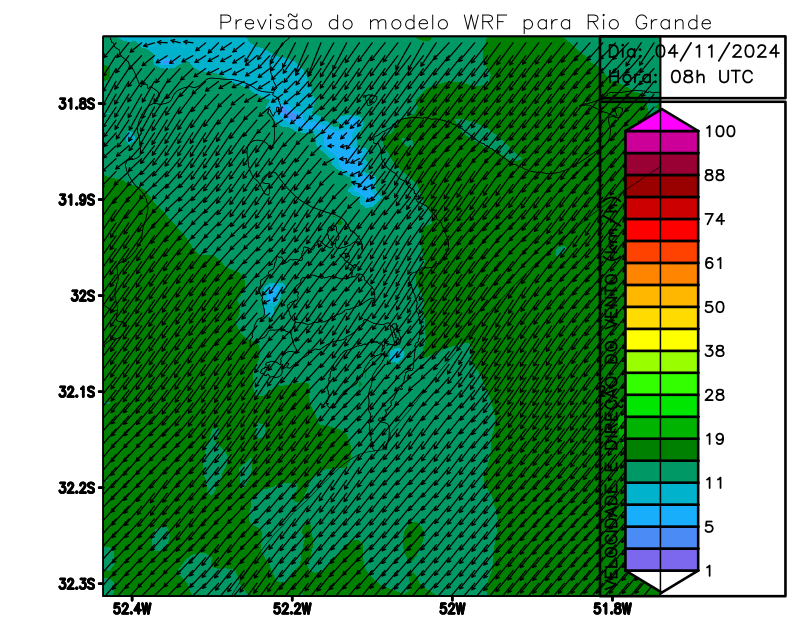 Previsão do modelo WRF para Rio Grande
Dia: 04/11/2024
Hora: 08h UTC
31.8S
31.9S
32S
32.1S
32.2S
32.3S
52.4W
52.2W
52W
51.8W
100
88
74
61
50
38
28
19
11
5
1
VELOCIDADE E DIREÇÃO DO VENTO (km/h)